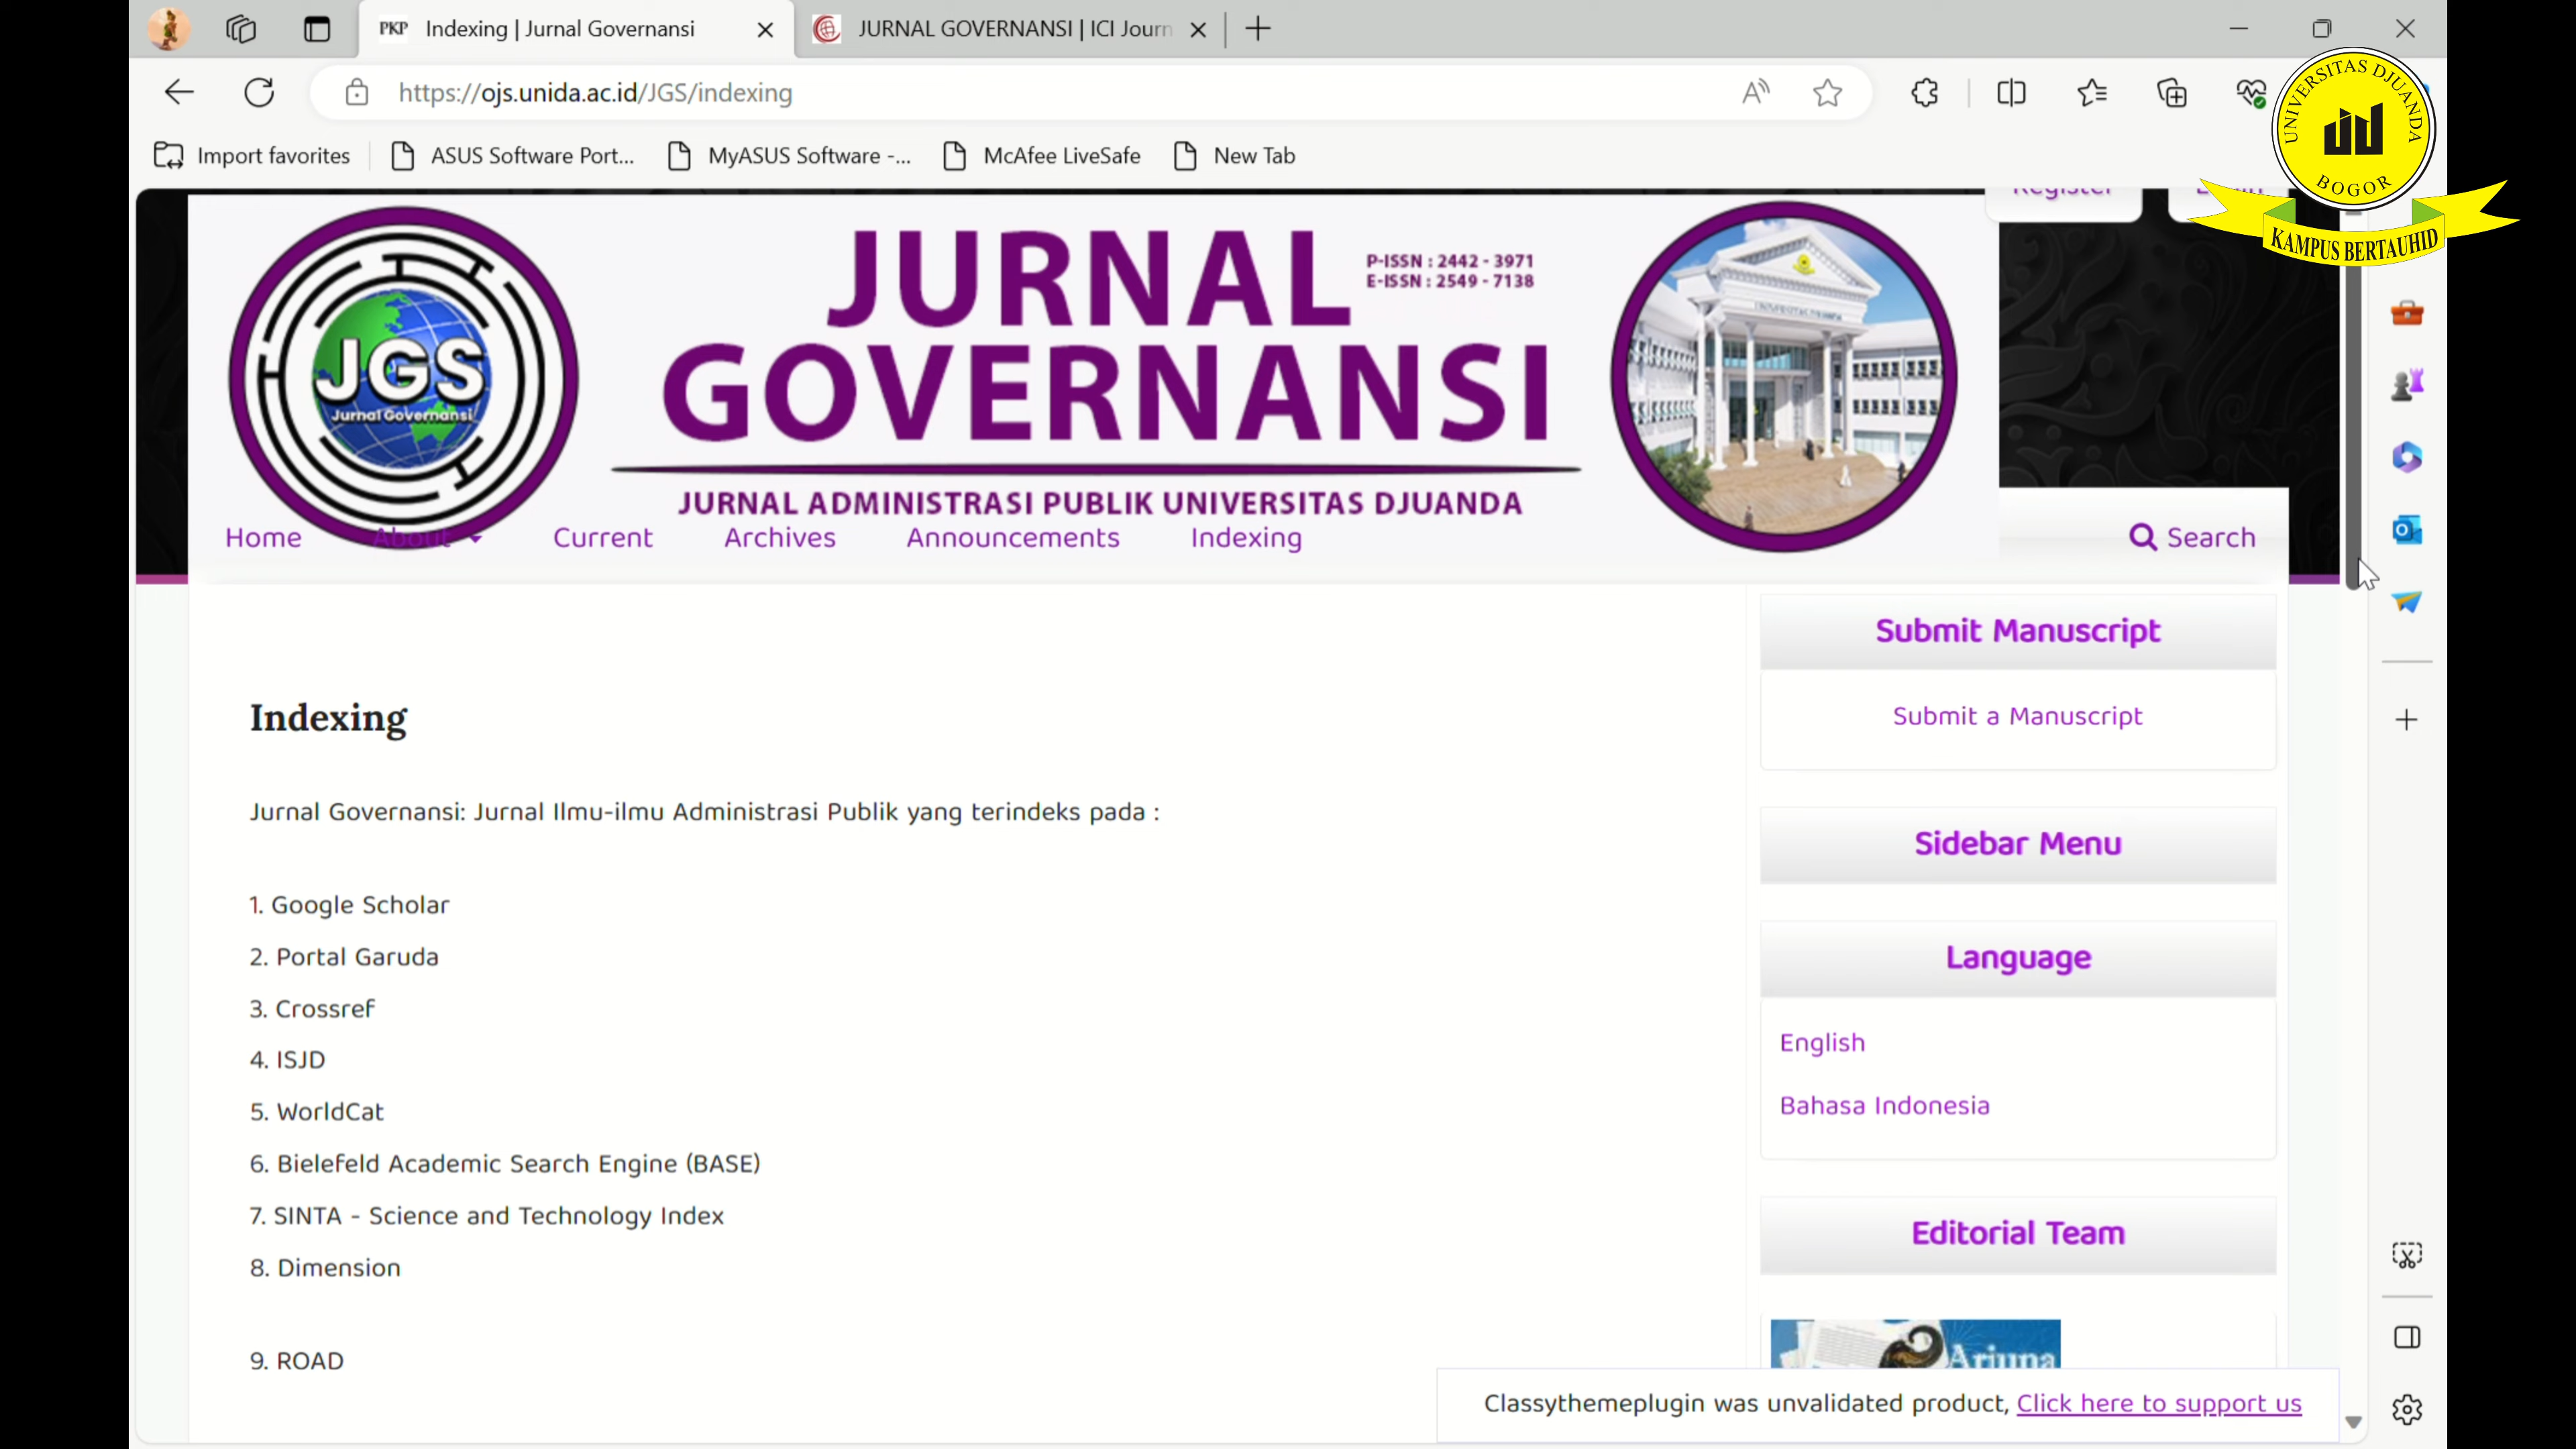 PKP Indexing | Jurnal Governansi
JURNAL GOVERNANSI | ICI Journ
https://ojs.unida.ac.id/JGS/indexing
Import favorites
ASUS Software Port...
MyASUS Software -...
McAfee LiveSafe
New Tab
UNIVERSITAS DJUANDA
BOGOR
KAMPUS BERTAUHID
Register
JGS
Jurnal Governansi
JURNAL
GOVERNANSI
P-ISSN : 2442 - 3971
E-ISSN : 2549 - 7138
JURNAL ADMINISTRASI PUBLIK UNIVERSITAS DJUANDA
Home
About
Current
Archives
Announcements
Indexing
Search
Indexing
Jurnal Governansi: Jurnal Ilmu-ilmu Administrasi Publik yang terindeks pada :
1. Google Scholar
2. Portal Garuda
3. Crossref
4. ISJD
5. WorldCat
6. Bielefeld Academic Search Engine (BASE)
7. SINTA - Science and Technology Index
8. Dimension
9. ROAD
Submit Manuscript
Submit a Manuscript
Sidebar Menu
Language
English
Bahasa Indonesia
Editorial Team
Arjuna
Classythemeplugin was unvalidated product, Click here to support us